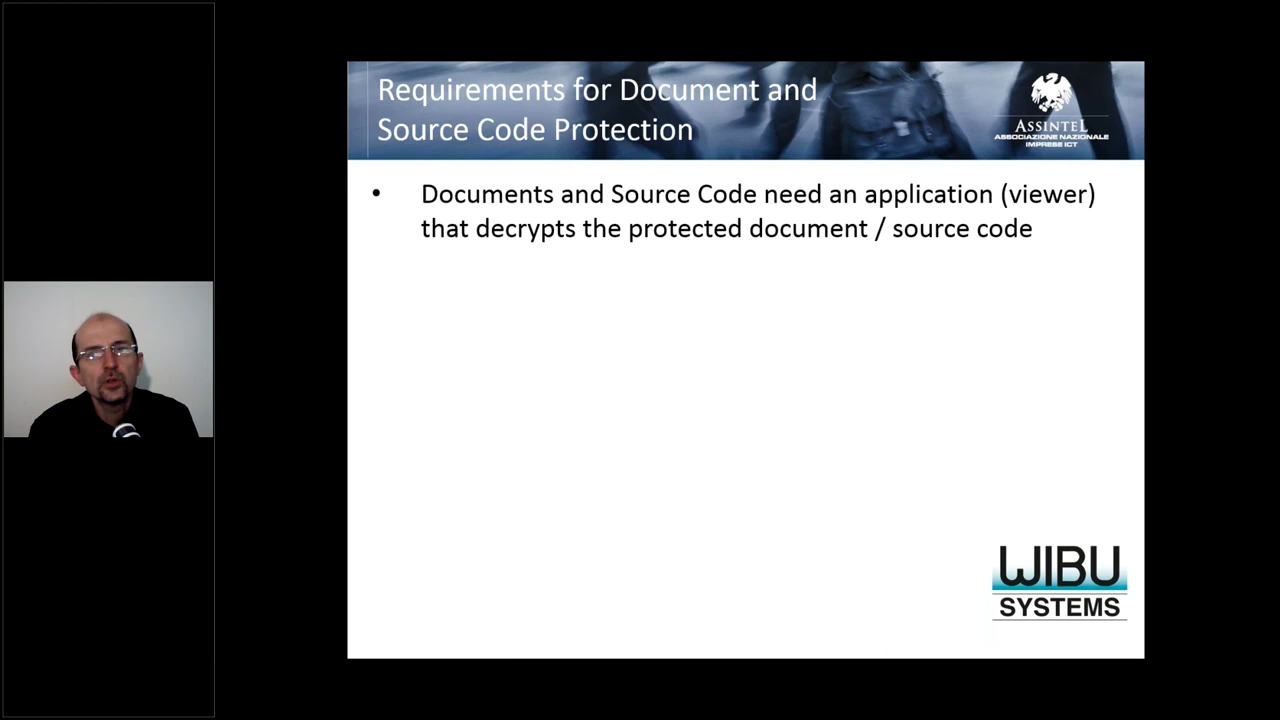 Requirements for Document and
Source Code Protection
ASSINTEL
ASSOCIAZIONE NAZIONALE
IMPRESE ICT
• Documents and Source Code need an application (viewer)
that decrypts the protected document / source code
WIBU
SYSTEMS